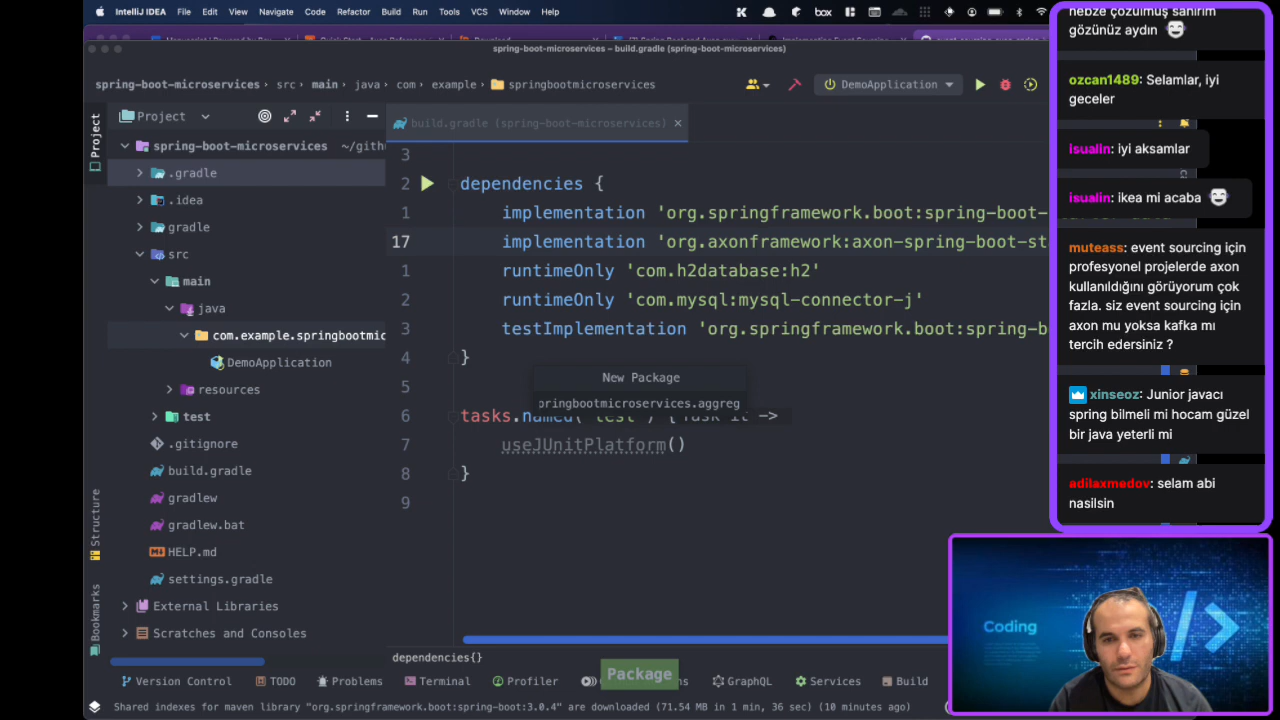 IntelliJ IDEA File Edit View Navigate Code Refactor Build Run Tools VCS Window Help
box
spring-boot-microservices – build.gradle (spring-boot-microservices)
spring-boot-microservices › src › main › java › com › example › springbootmicroservices
DemoApplication
Project
build.gradle (spring-boot-microservices)
Project
spring-boot-microservices ~/gith
.gradle
.idea
gradle
src
main
java
com.example.springbootmic
DemoApplication
resources
test
.gitignore
build.gradle
gradlew
gradlew.bat
HELP.md
settings.gradle
External Libraries
Scratches and Consoles
Structure
Bookmarks
3
2 dependencies {
1 implementation 'org.springframework.boot:spring-boot-
17 implementation 'org.axonframework:axon-spring-boot-st
1 runtimeOnly 'com.h2database:h2'
2 runtimeOnly 'com.mysql:mysql-connector-j'
3 testImplementation 'org.springframework.boot:spring-b
4 }
5
New Package
pringbootmicroservices.aggreg
6 tasks.named('test') { Task it ->
7 useJUnitPlatform()
8 }
9
dependencies{}
Version Control TODO Problems Terminal Profiler Package GraphQL Services Build
Shared indexes for maven library "org.springframework.boot:spring-boot:3.0.4" are downloaded (71.54 MB in 1 min, 36 sec) (10 minutes ago)
nebze çözülmüş sanırım
gözünüz aydın
ozcan1489: Selamlar, iyi
geceler
isualin: iyi aksamlar
isualin: ikea mi acaba
muteass: event sourcing için
profesyonel projelerde axon
kullanıldığını görüyorum çok
fazla. siz event sourcing için
axon mu yoksa kafka mı
tercih edersiniz ?
xinseoz: Junior javacı
spring bilmeli mi hocam güzel
bir java yeterli mi
adilaxmedov: selam abi
nasilsin
Coding